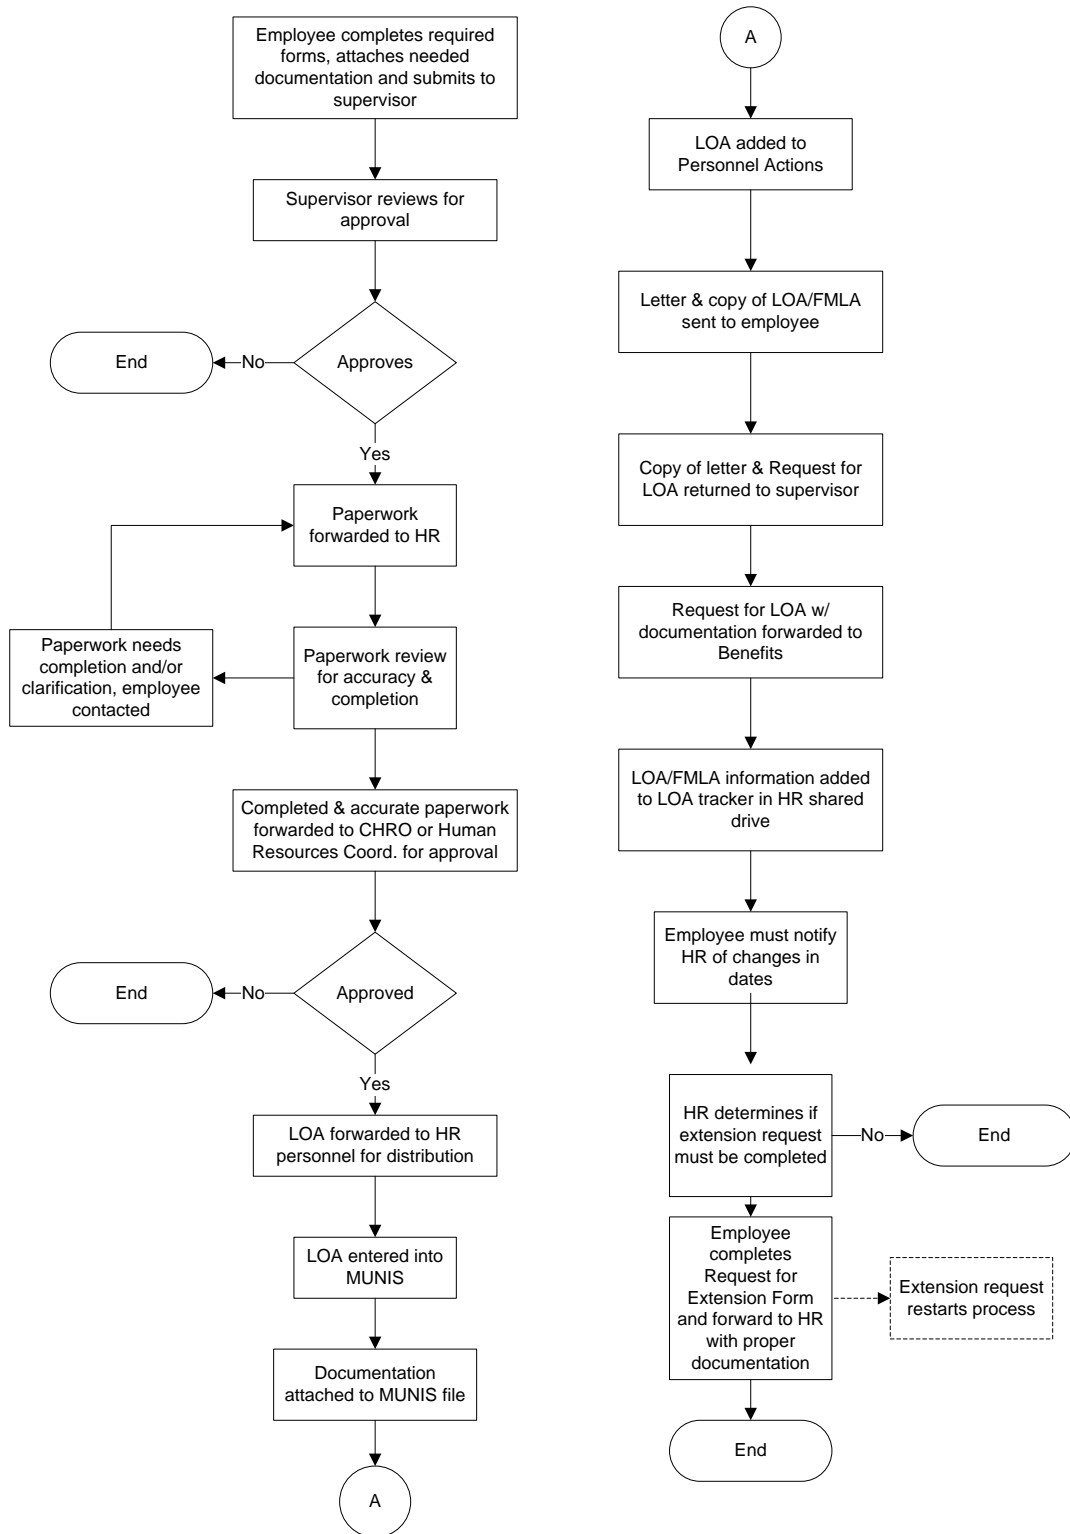 Employee completes required
forms, attaches needed
documentation and submits to
supervisor
Supervisor reviews for
approval
Approves
No
End
Yes
Paperwork
forwarded to HR
Paperwork review
for accuracy &
completion
Paperwork needs
completion and/or
clarification, employee
contacted
Completed & accurate paperwork
forwarded to CHRO or Human
Resources Coord. for approval
Approved
No
End
Yes
LOA forwarded to HR
personnel for distribution
LOA entered into
MUNIS
Documentation
attached to MUNIS file
A
A
LOA added to
Personnel Actions
Letter & copy of LOA/FMLA
sent to employee
Copy of letter & Request for
LOA returned to supervisor
Request for LOA w/
documentation forwarded to
Benefits
LOA/FMLA information added
to LOA tracker in HR shared
drive
Employee must notify
HR of changes in
dates
HR determines if
extension request
must be completed
No
End
Employee
completes
Request for
Extension Form
and forward to HR
with proper
documentation
Extension request
restarts process
End